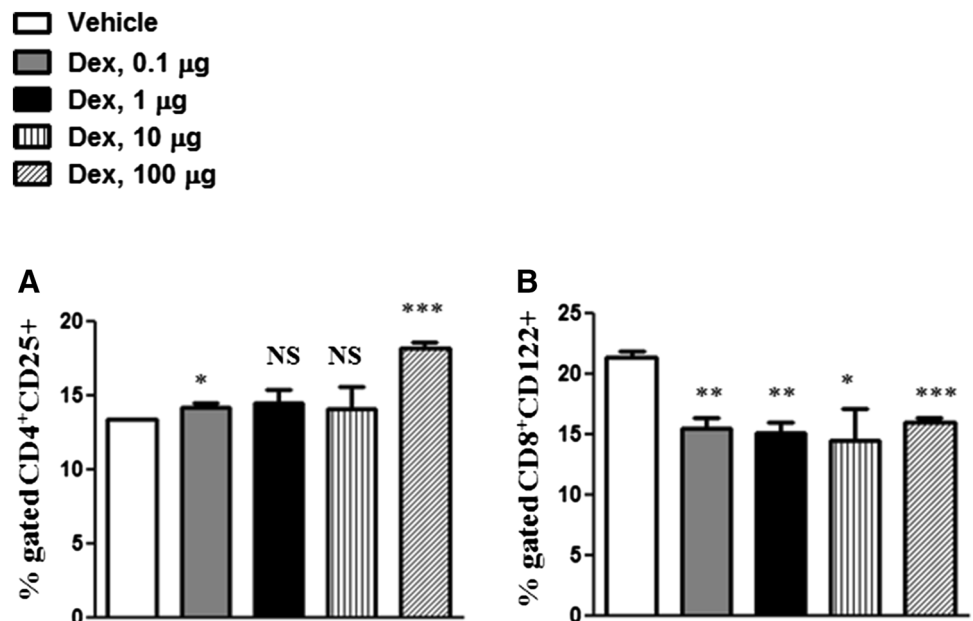 Vehicle
Dex, 0.1 μg
Dex, 1 μg
Dex, 10 μg
Dex, 100 μg
A
% gated CD4⁺CD25+
20
15
10
5
0
*
NS
NS
***
B
% gated CD8⁺CD122+
25
20
15
10
5
0
**
**
*
***